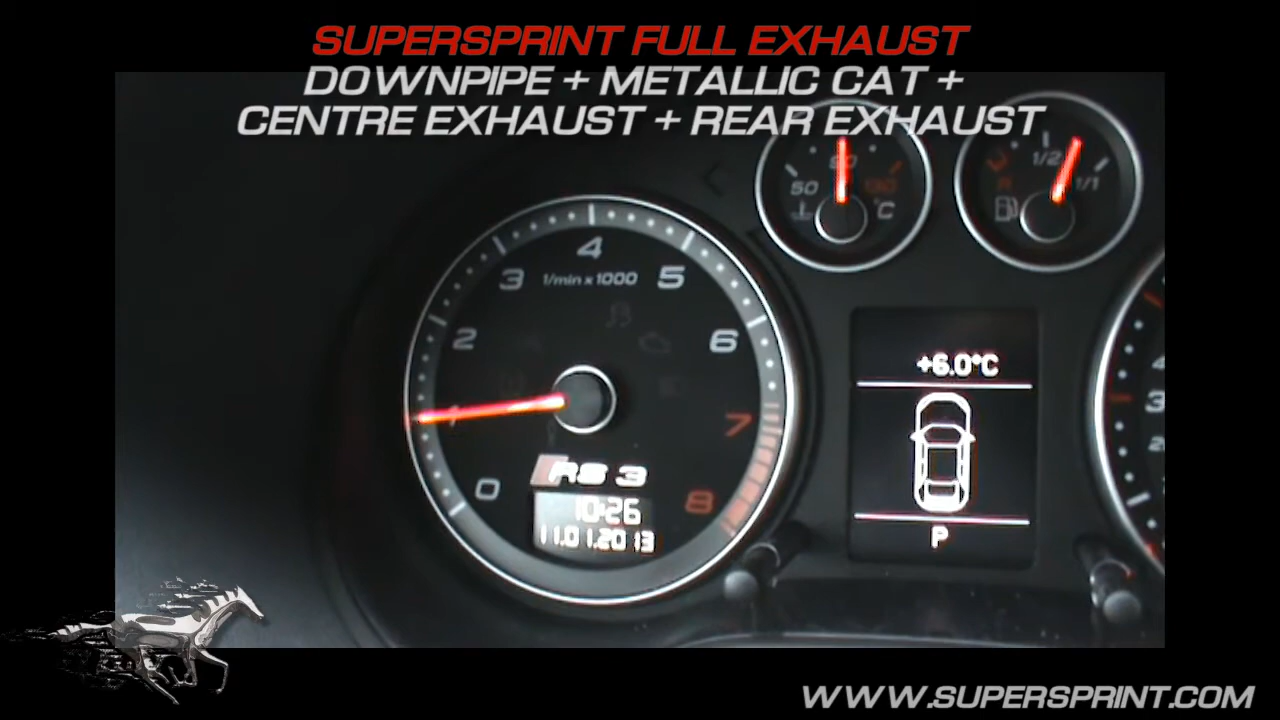 SUPERSPRINT FULL EXHAUST
DOWNPIPE + METALLIC CAT +
CENTRE EXHAUST + REAR EXHAUST
50
130
°C
1/2
R
1/1
4
3
1/min x 1000
5
2
6
1
7
0
8
RS 3
10:26
11.01.2013
+6.0°C
P
WWW.SUPERSPRINT.COM